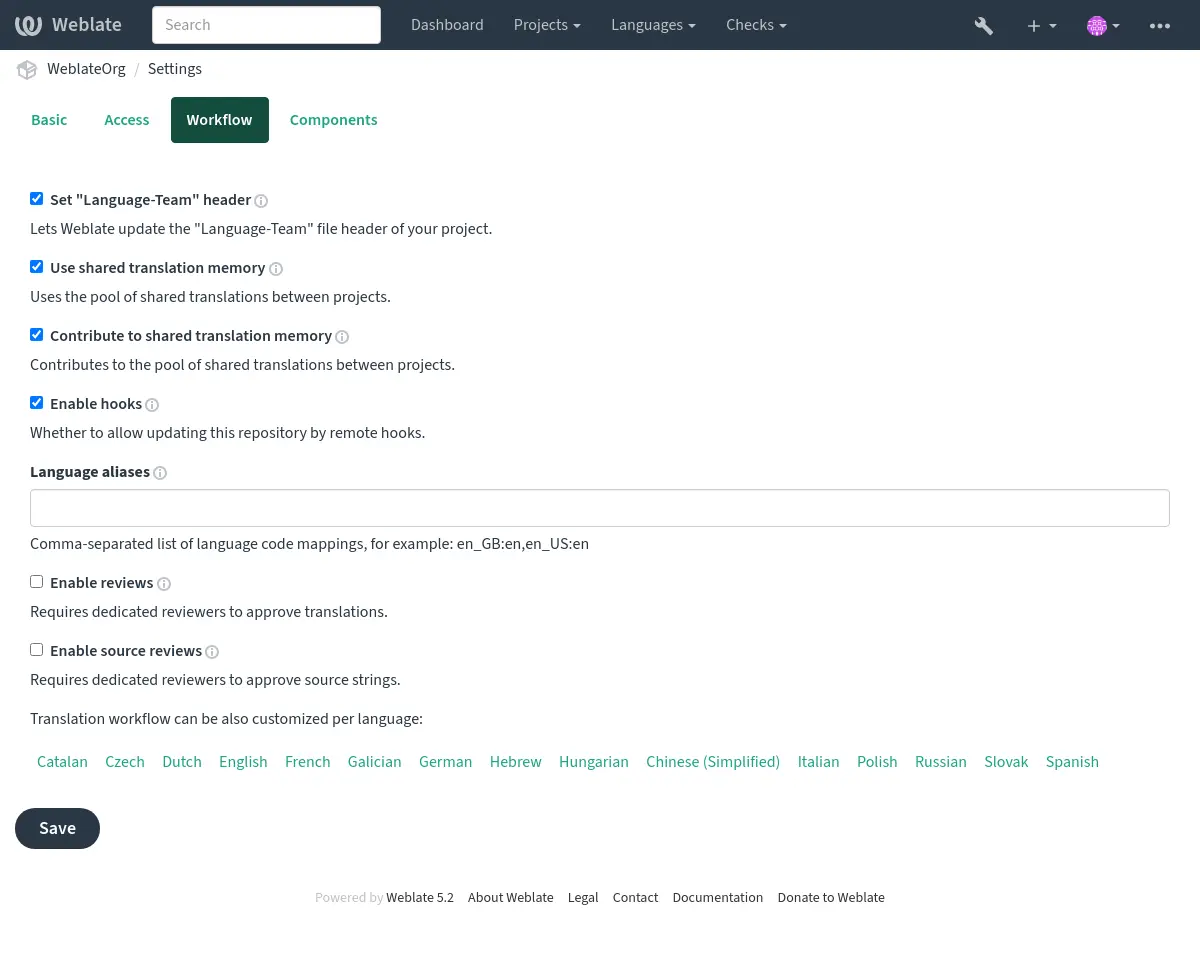 Weblate Search Dashboard Projects Languages Checks
WeblateOrg / Settings
Basic Access Workflow Components
Set "Language-Team" header
Lets Weblate update the "Language-Team" file header of your project.
Use shared translation memory
Uses the pool of shared translations between projects.
Contribute to shared translation memory
Contributes to the pool of shared translations between projects.
Enable hooks
Whether to allow updating this repository by remote hooks.
Language aliases
Comma-separated list of language code mappings, for example: en_GB:en,en_US:en
Enable reviews
Requires dedicated reviewers to approve translations.
Enable source reviews
Requires dedicated reviewers to approve source strings.
Translation workflow can be also customized per language:
Catalan Czech Dutch English French Galician German Hebrew Hungarian Chinese (Simplified) Italian Polish Russian Slovak Spanish
Save
Powered by Weblate 5.2 About Weblate Legal Contact Documentation Donate to Weblate